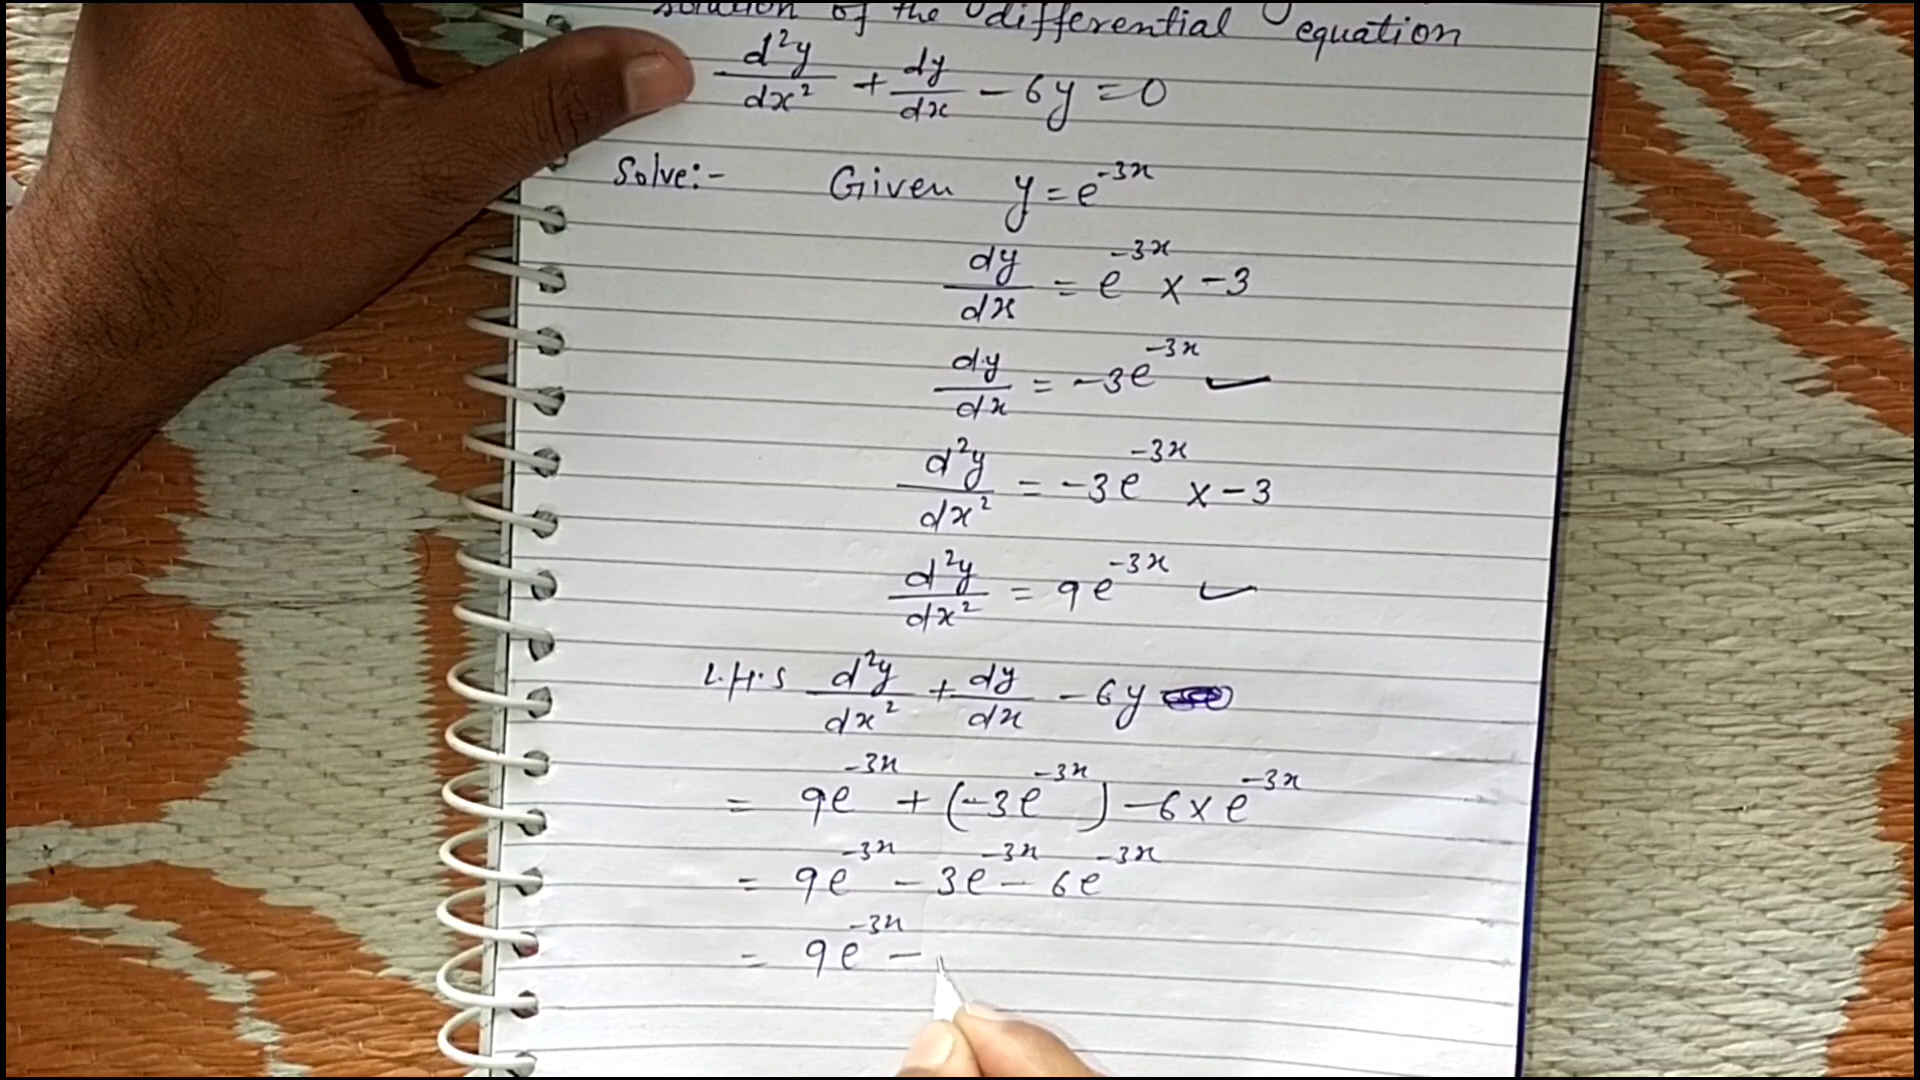 solution of the differential equation
d²y/dx² + dy/dx - 6y = 0
Solve:- Given y = e^-3x
dy/dx = e^-3x × -3
dy/dx = -3e^-3x
d²y/dx² = -3e^-3x × -3
d²y/dx² = 9e^-3x
L.H.S d²y/dx² + dy/dx - 6y
= 9e^-3x + (-3e^-3x) - 6×e^-3x
= 9e^-3x - 3e^-3x - 6e^-3x
= 9e^-3x -